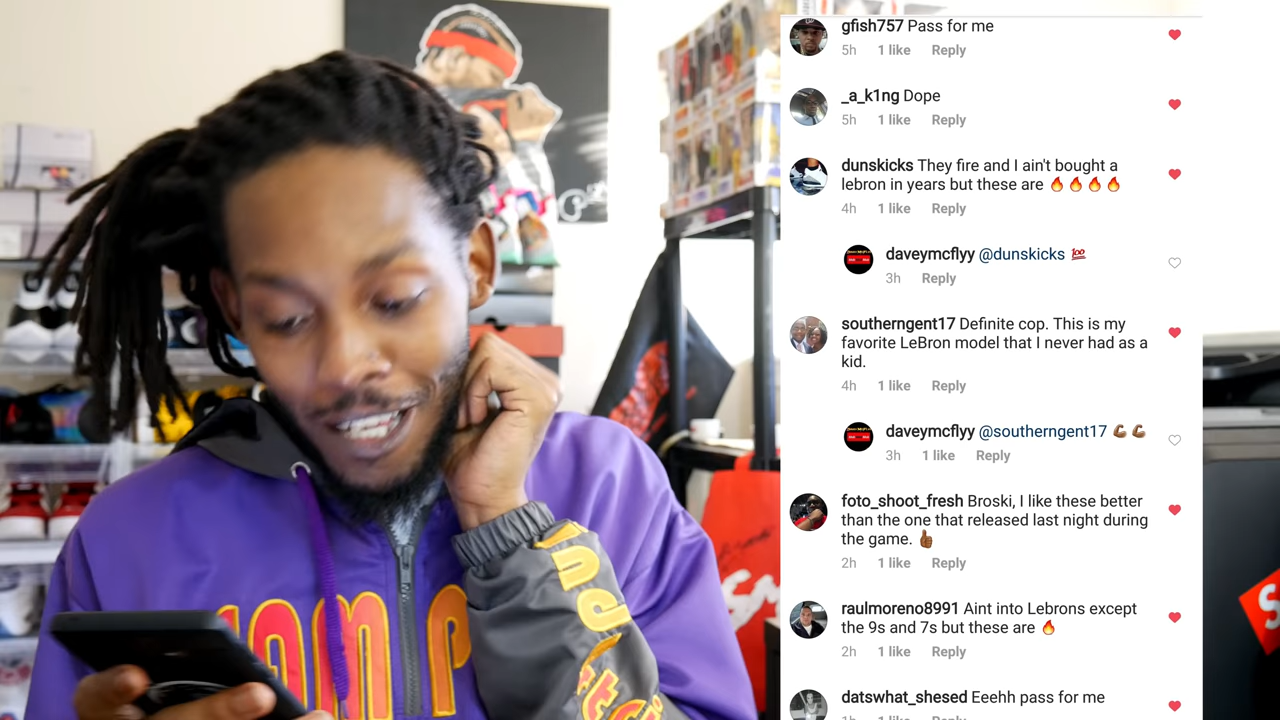 gfish757 Pass for me
5h 1 like Reply
_a_k1ng Dope
5h 1 like Reply
dunskicks They fire and I ain't bought a
lebron in years but these are 🔥🔥🔥🔥
4h 1 like Reply
daveymcflyy @dunskicks 💯
3h Reply
southerngent17 Definite cop. This is my
favorite LeBron model that I never had as a
kid.
4h 1 like Reply
daveymcflyy @southerngent17 💪🏾💪🏾
3h 1 like Reply
foto_shoot_fresh Broski, I like these better
than the one that released last night during
the game. 👍🏾
2h 1 like Reply
raulmoreno8991 Aint into Lebrons except
the 9s and 7s but these are 🔥
2h 1 like Reply
datswhat_shesed Eeehh pass for me
1h 1 like Reply